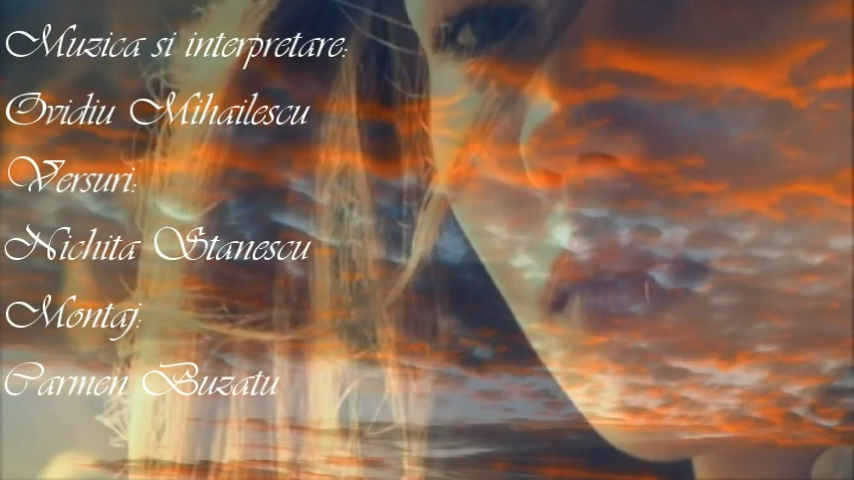 Muzica si interpretare:
Ovidiu Mihailescu
Versuri:
Nichita Stanescu
Montaj:
Carmen Buzatu